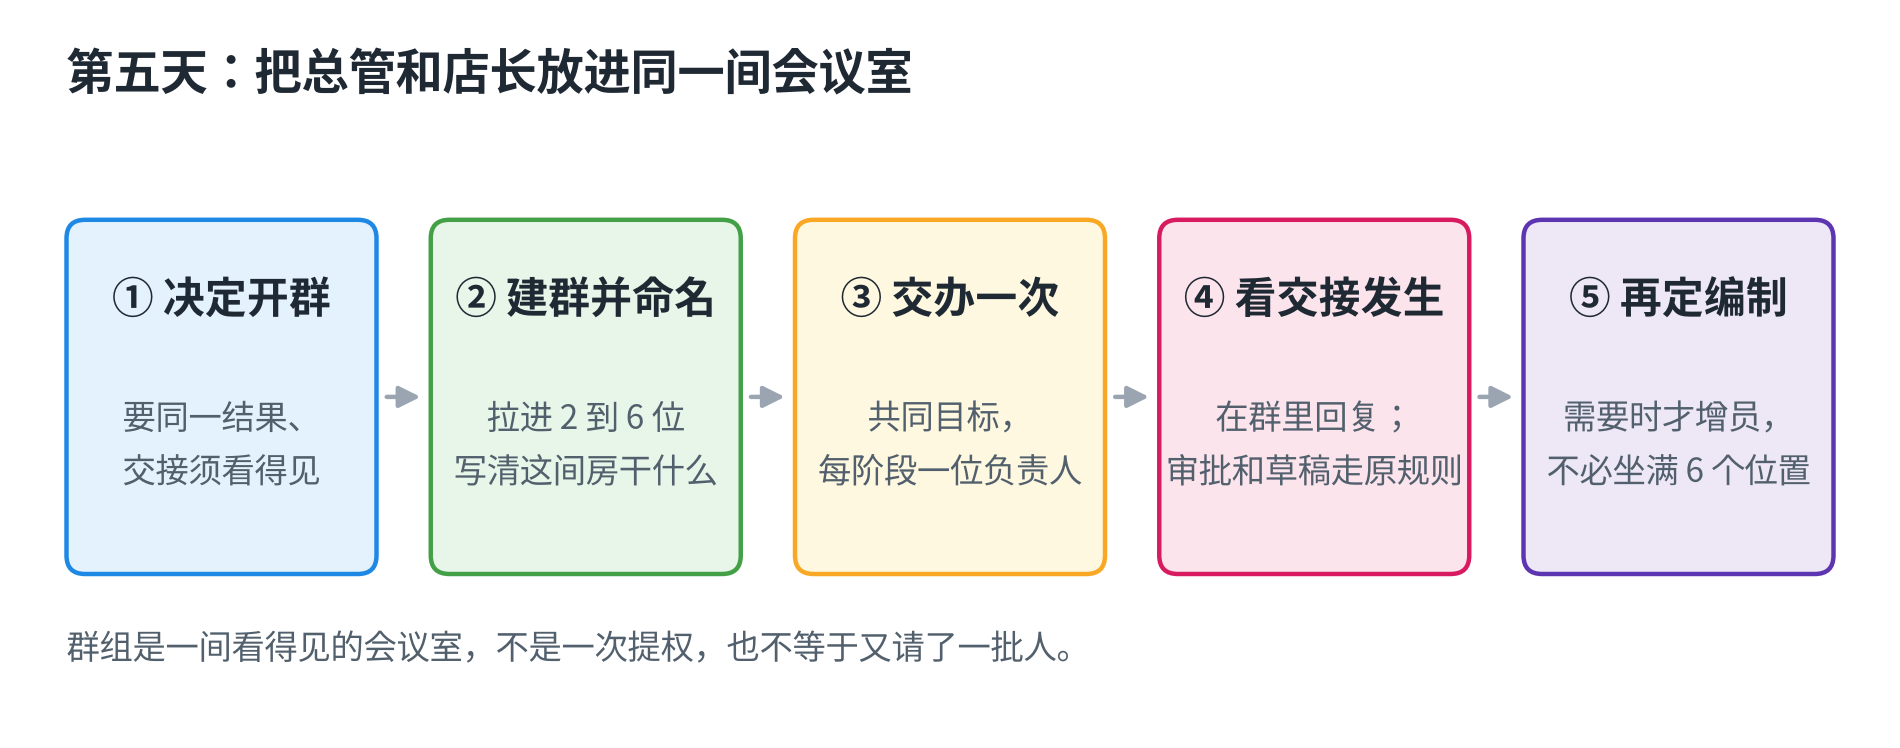 第五天：把总管和店长放进同一间会议室
① 决定开群
要同一结果、
交接须看得见
② 建群并命名
拉进 2 到 6 位
写清这间房干什么
③ 交办一次
共同目标，
每阶段一位负责人
④ 看交接发生
在群里回复；
审批和草稿走原规则
⑤ 再定编制
需要时才增员，
不必坐满 6 个位置
群组是一间看得见的会议室，不是一次提权，也不等于又请了一批人。